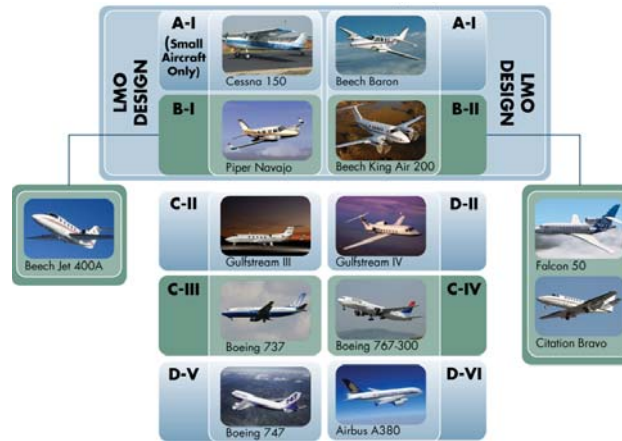 A-I
(Small
Aircraft
Only)
Cessna 150
Beech Baron
A-I
LMO
DESIGN
LMO
DESIGN
B-I
Piper Navajo
Beech King Air 200
B-II
Beech Jet 400A
C-II
Gulfstream III
Gulfstream IV
D-II
Falcon 50
C-III
Boeing 737
Boeing 767-300
C-IV
Citation Bravo
D-V
Boeing 747
Airbus A380
D-VI